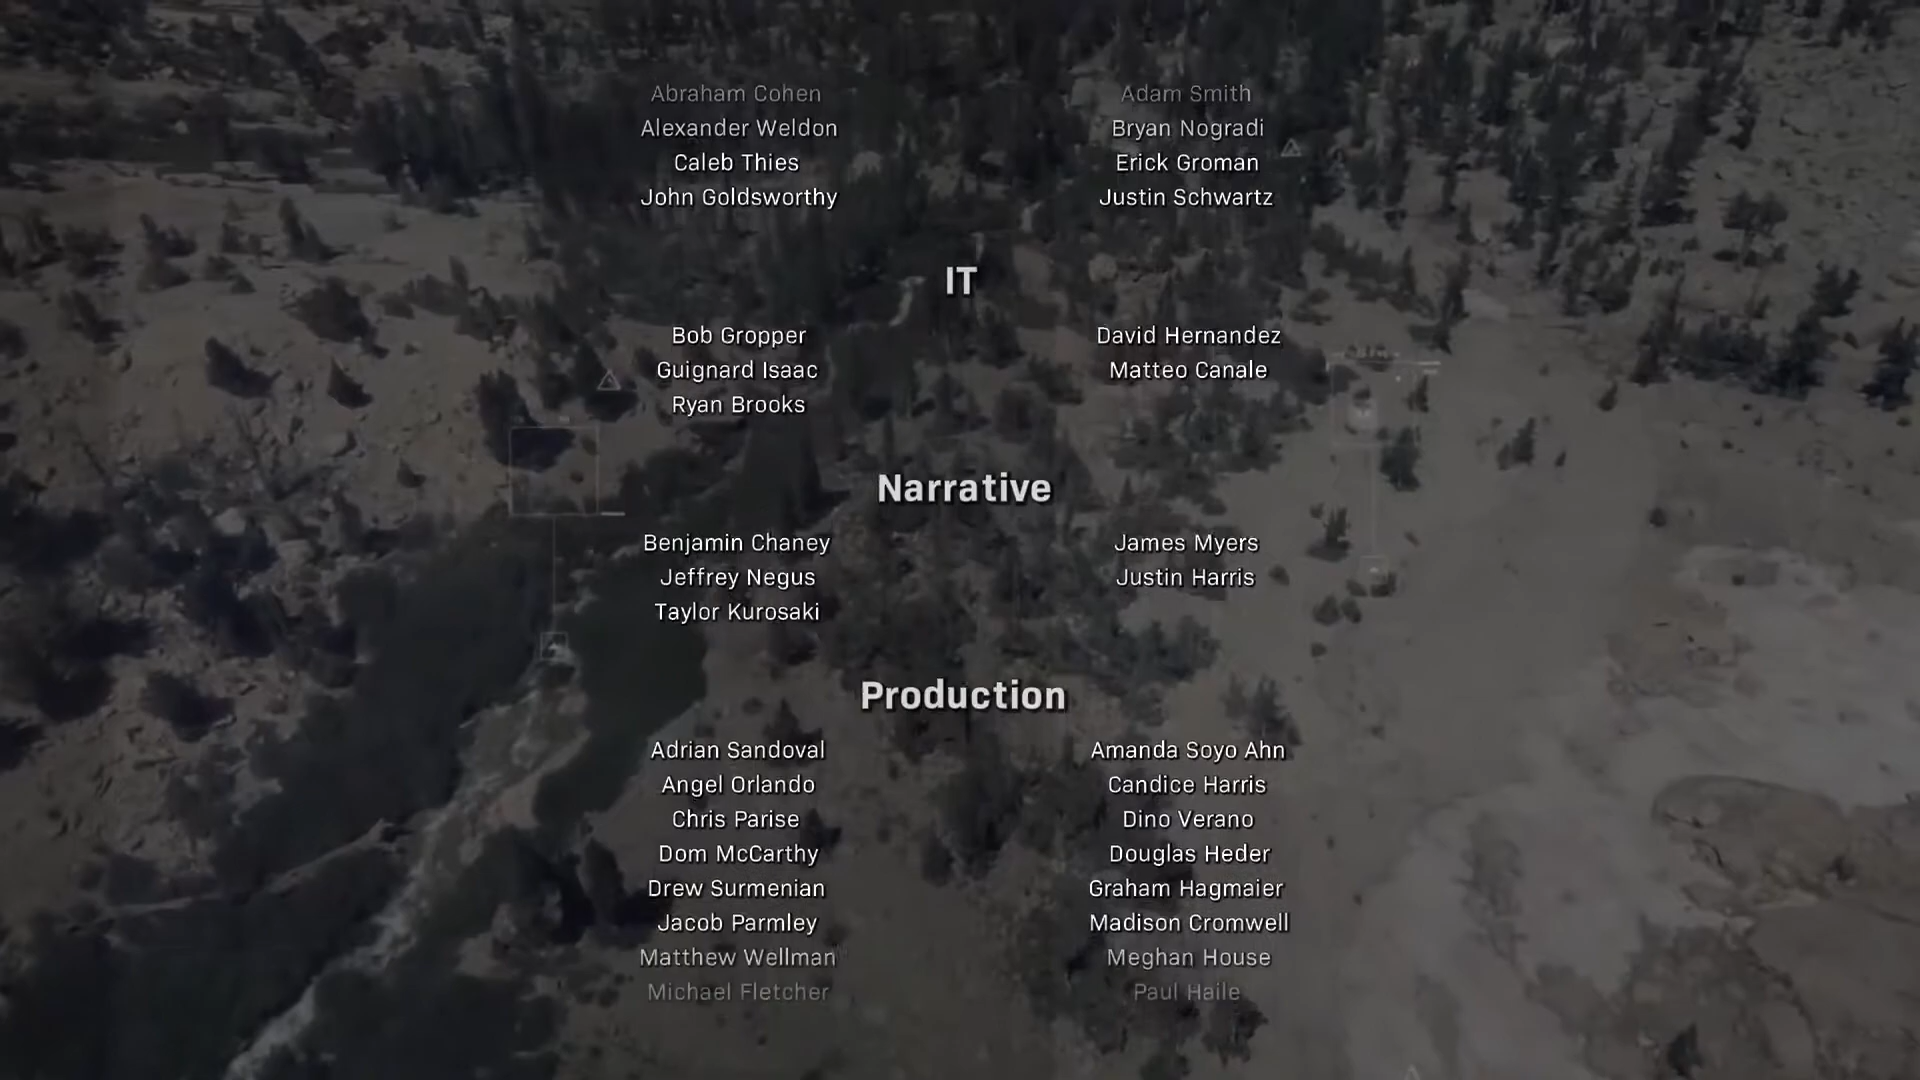 Abraham Cohen Adam Smith
Alexander Weldon Bryan Nogradi
Caleb Thies Erick Groman
John Goldsworthy Justin Schwartz
IT
Bob Gropper David Hernandez
Guignard Isaac Matteo Canale
Ryan Brooks
Narrative
Benjamin Chaney James Myers
Jeffrey Negus Justin Harris
Taylor Kurosaki
Production
Adrian Sandoval Amanda Soyo Ahn
Angel Orlando Candice Harris
Chris Parise Dino Verano
Dom McCarthy Douglas Heder
Drew Surmenian Graham Hagmaier
Jacob Parmley Madison Cromwell
Matthew Wellman Meghan House
Michael Fletcher Paul Haile